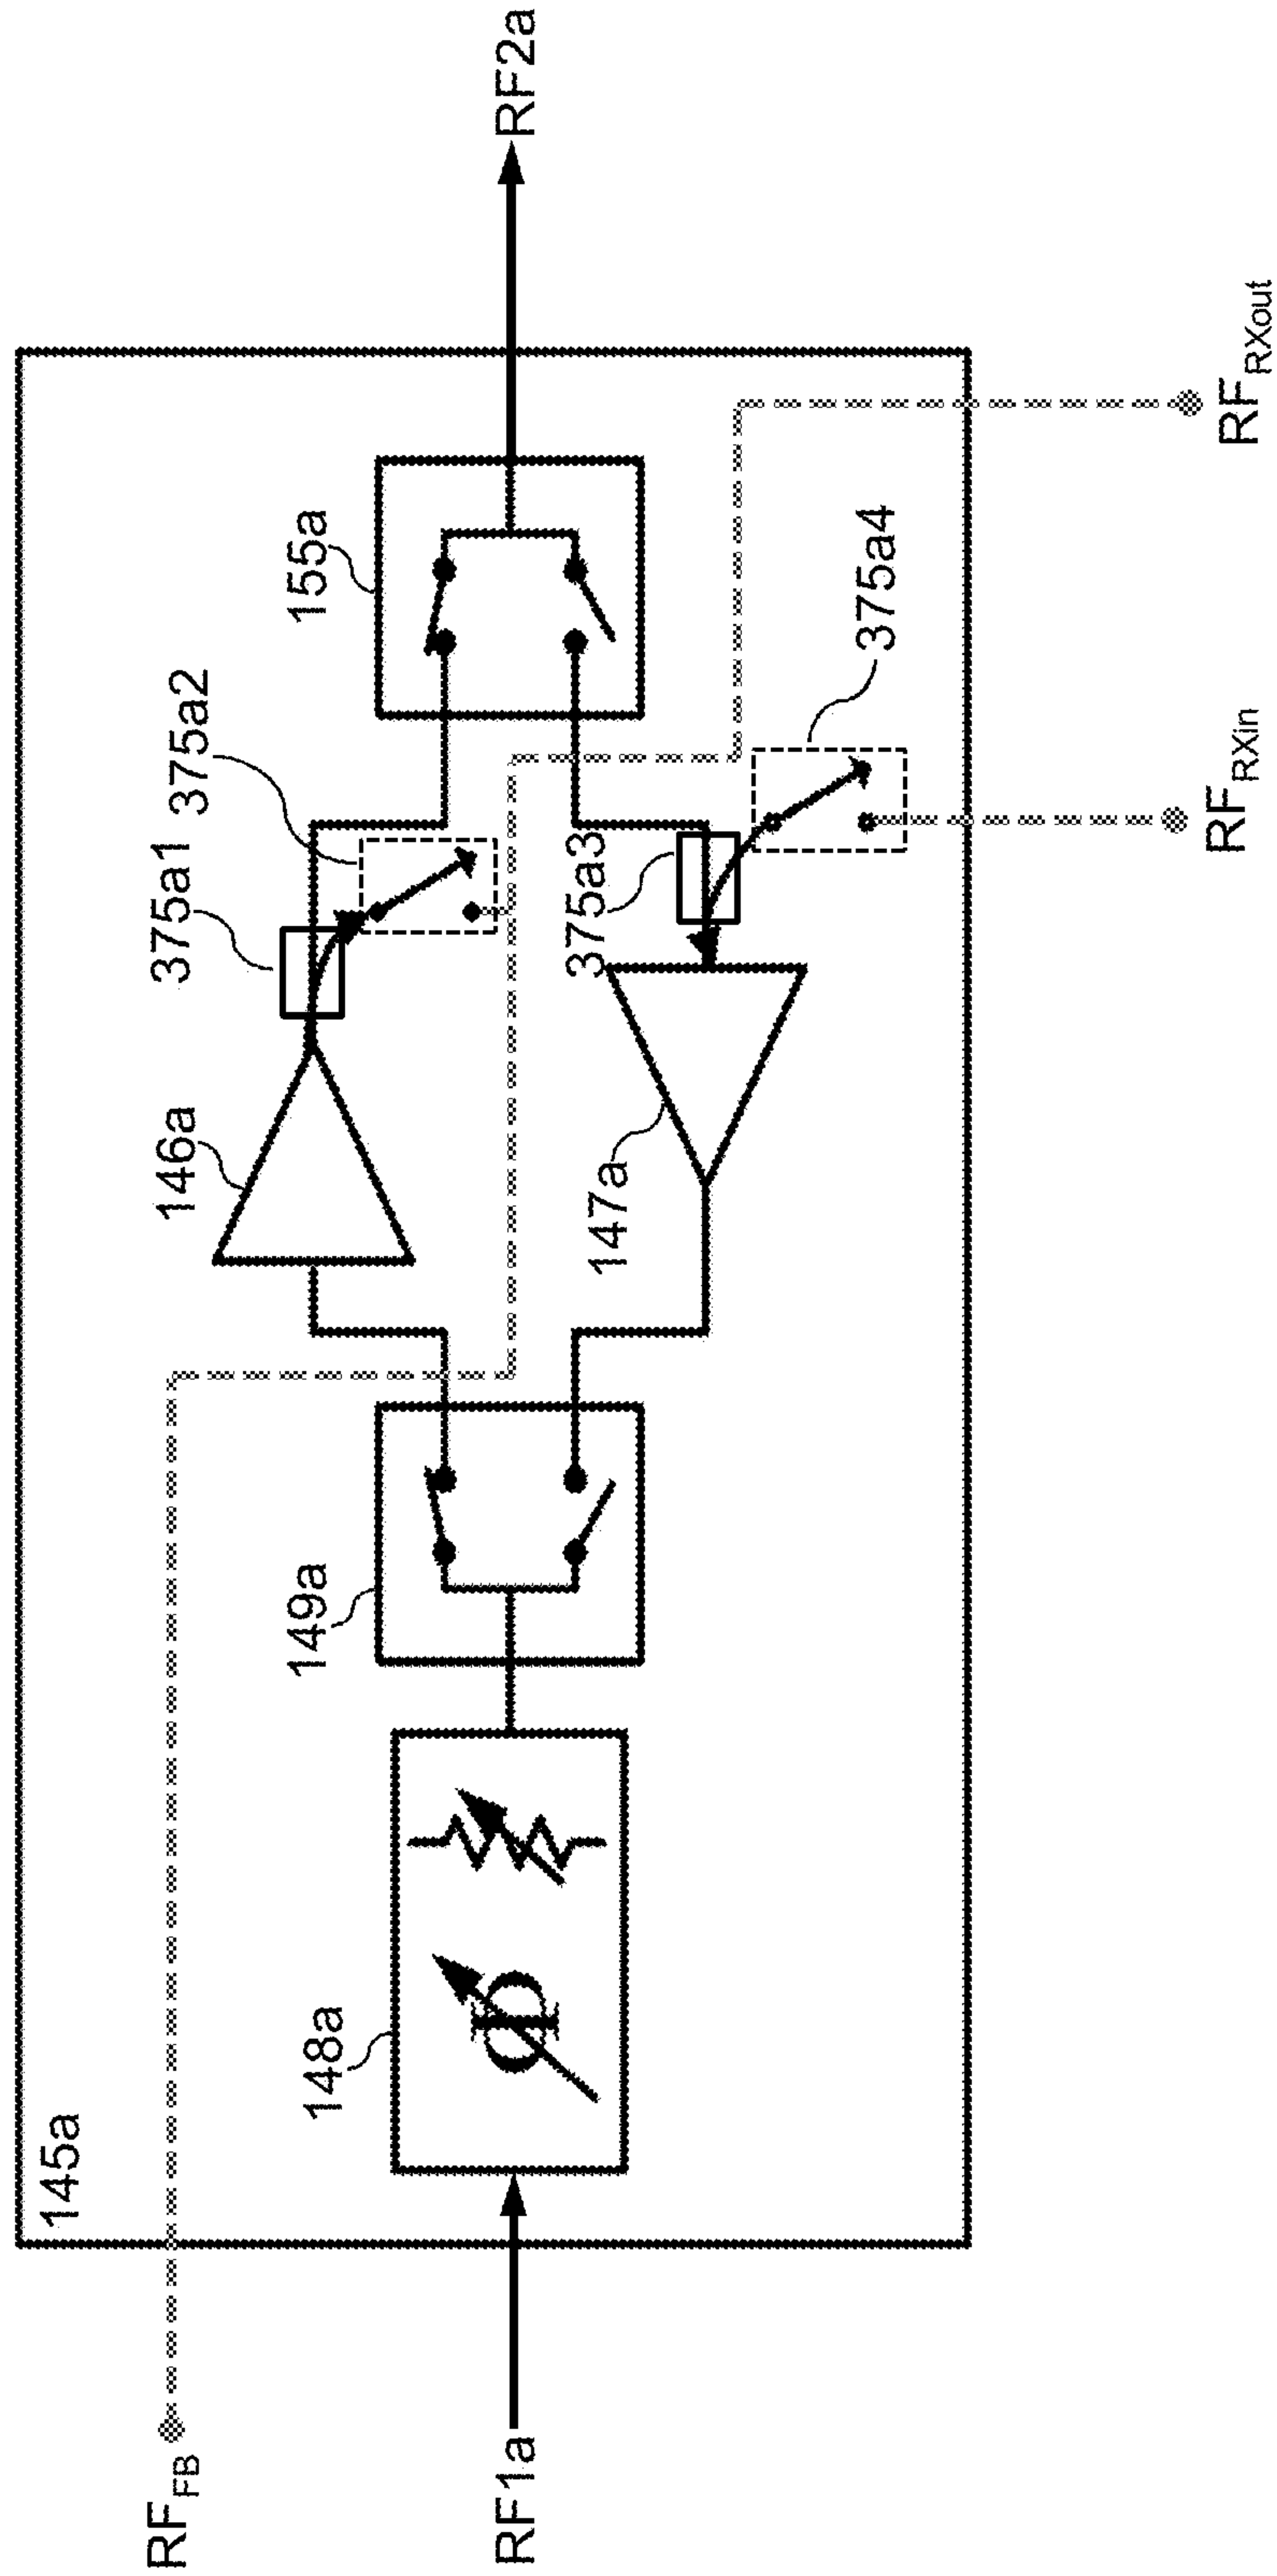 145a
RF_FB
RF1a
148a
Φ
149a
146a
147a
375a1
375a2
375a3
155a
375a4
RF2a
RF_RXin
RF_RXout